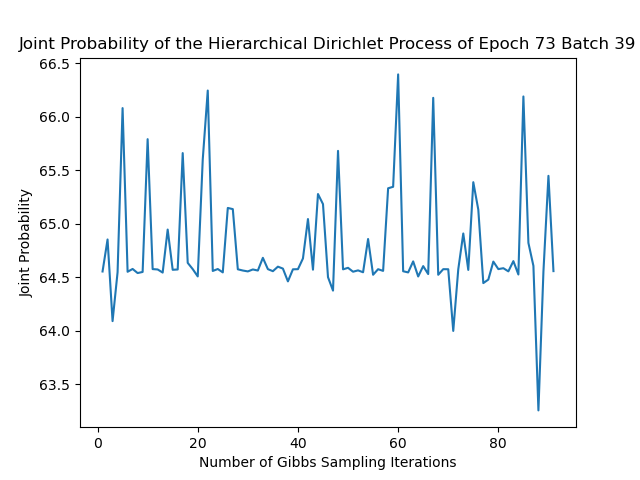 Joint Probability of the Hierarchical Dirichlet Process of Epoch 73 Batch 39
66.5
66.0
65.5
65.0
64.5
64.0
63.5
Joint Probability
0 20 40 60 80
Number of Gibbs Sampling Iterations